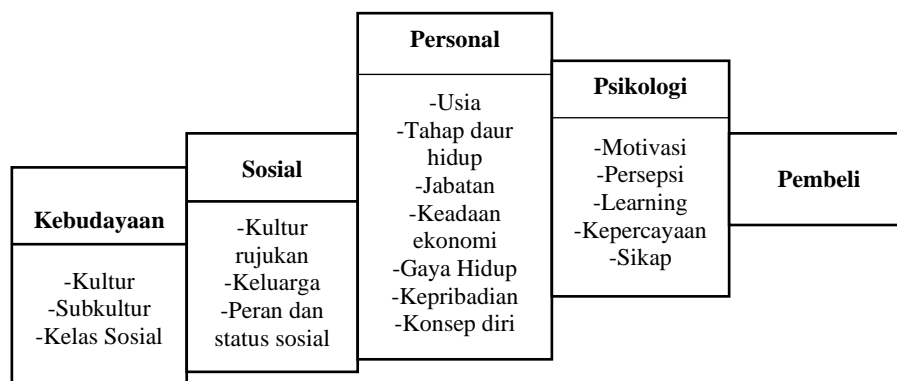 Kebudayaan
-Kultur
-Subkultur
-Kelas Sosial
Sosial
-Kultur
rujukan
-Keluarga
-Peran dan
status sosial
Personal
-Usia
-Tahap daur
hidup
-Jabatan
-Keadaan
ekonomi
-Gaya Hidup
-Kepribadian
-Konsep diri
Psikologi
-Motivasi
-Persepsi
-Learning
-Kepercayaan
-Sikap
Pembeli